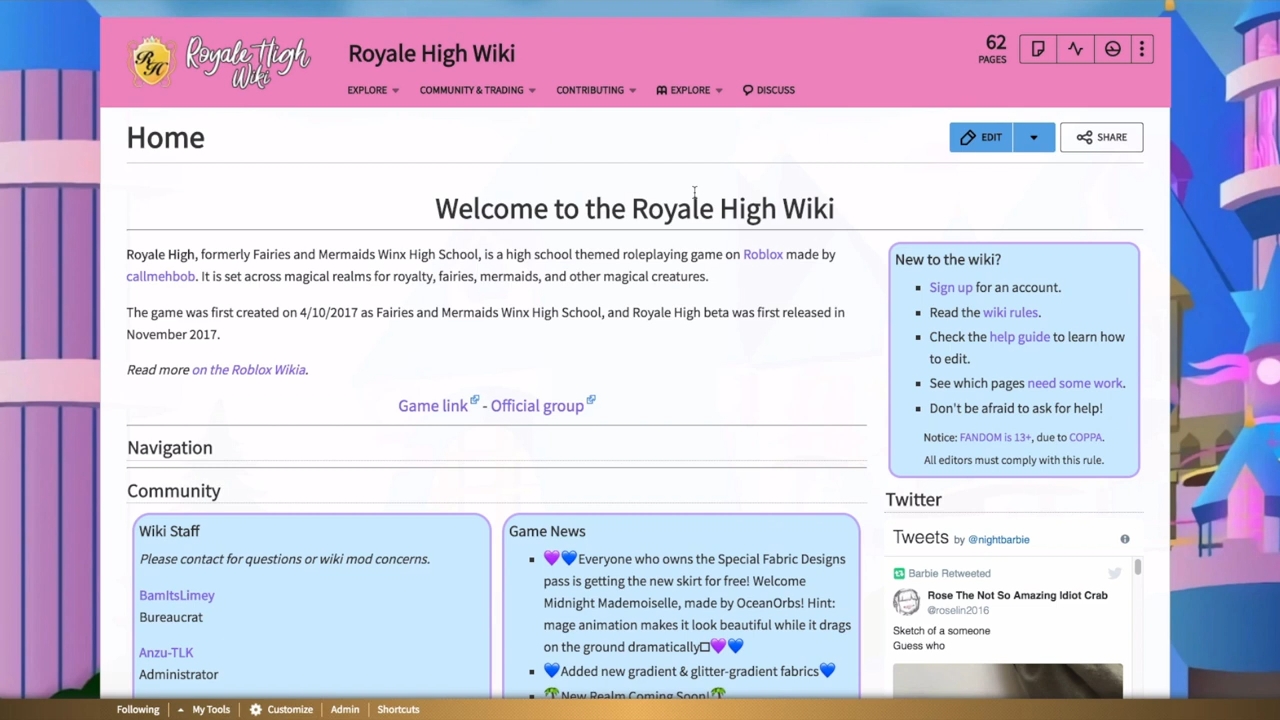 RH
Royale High
Wiki
Royale High Wiki
62
PAGES
EXPLORE
COMMUNITY & TRADING
CONTRIBUTING
EXPLORE
DISCUSS
Home
EDIT
SHARE
Welcome to the Royale High Wiki
Royale High, formerly Fairies and Mermaids Winx High School, is a high school themed roleplaying game on Roblox made by
callmehbob. It is set across magical realms for royalty, fairies, mermaids, and other magical creatures.
The game was first created on 4/10/2017 as Fairies and Mermaids Winx High School, and Royale High beta was first released in
November 2017.
Read more on the Roblox Wikia.
Game link - Official group
Navigation
Community
Wiki Staff
Please contact for questions or wiki mod concerns.
BamItsLimey
Bureaucrat
Anzu-TLK
Administrator
Game News
💜💙Everyone who owns the Special Fabric Designs
pass is getting the new skirt for free! Welcome
Midnight Mademoiselle, made by OceanOrbs! Hint:
mage animation makes it look beautiful while it drags
on the ground dramatically□💜💙
💙Added new gradient & glitter-gradient fabrics💙
🌴New Realm Coming Soon!🌴
New to the wiki?
Sign up for an account.
Read the wiki rules.
Check the help guide to learn how
to edit.
See which pages need some work.
Don't be afraid to ask for help!
Notice: FANDOM is 13+, due to COPPA.
All editors must comply with this rule.
Twitter
Tweets by @nightbarbie
Barbie Retweeted
Rose The Not So Amazing Idiot Crab
@roselin2016
Sketch of a someone
Guess who
Following
My Tools
Customize
Admin
Shortcuts